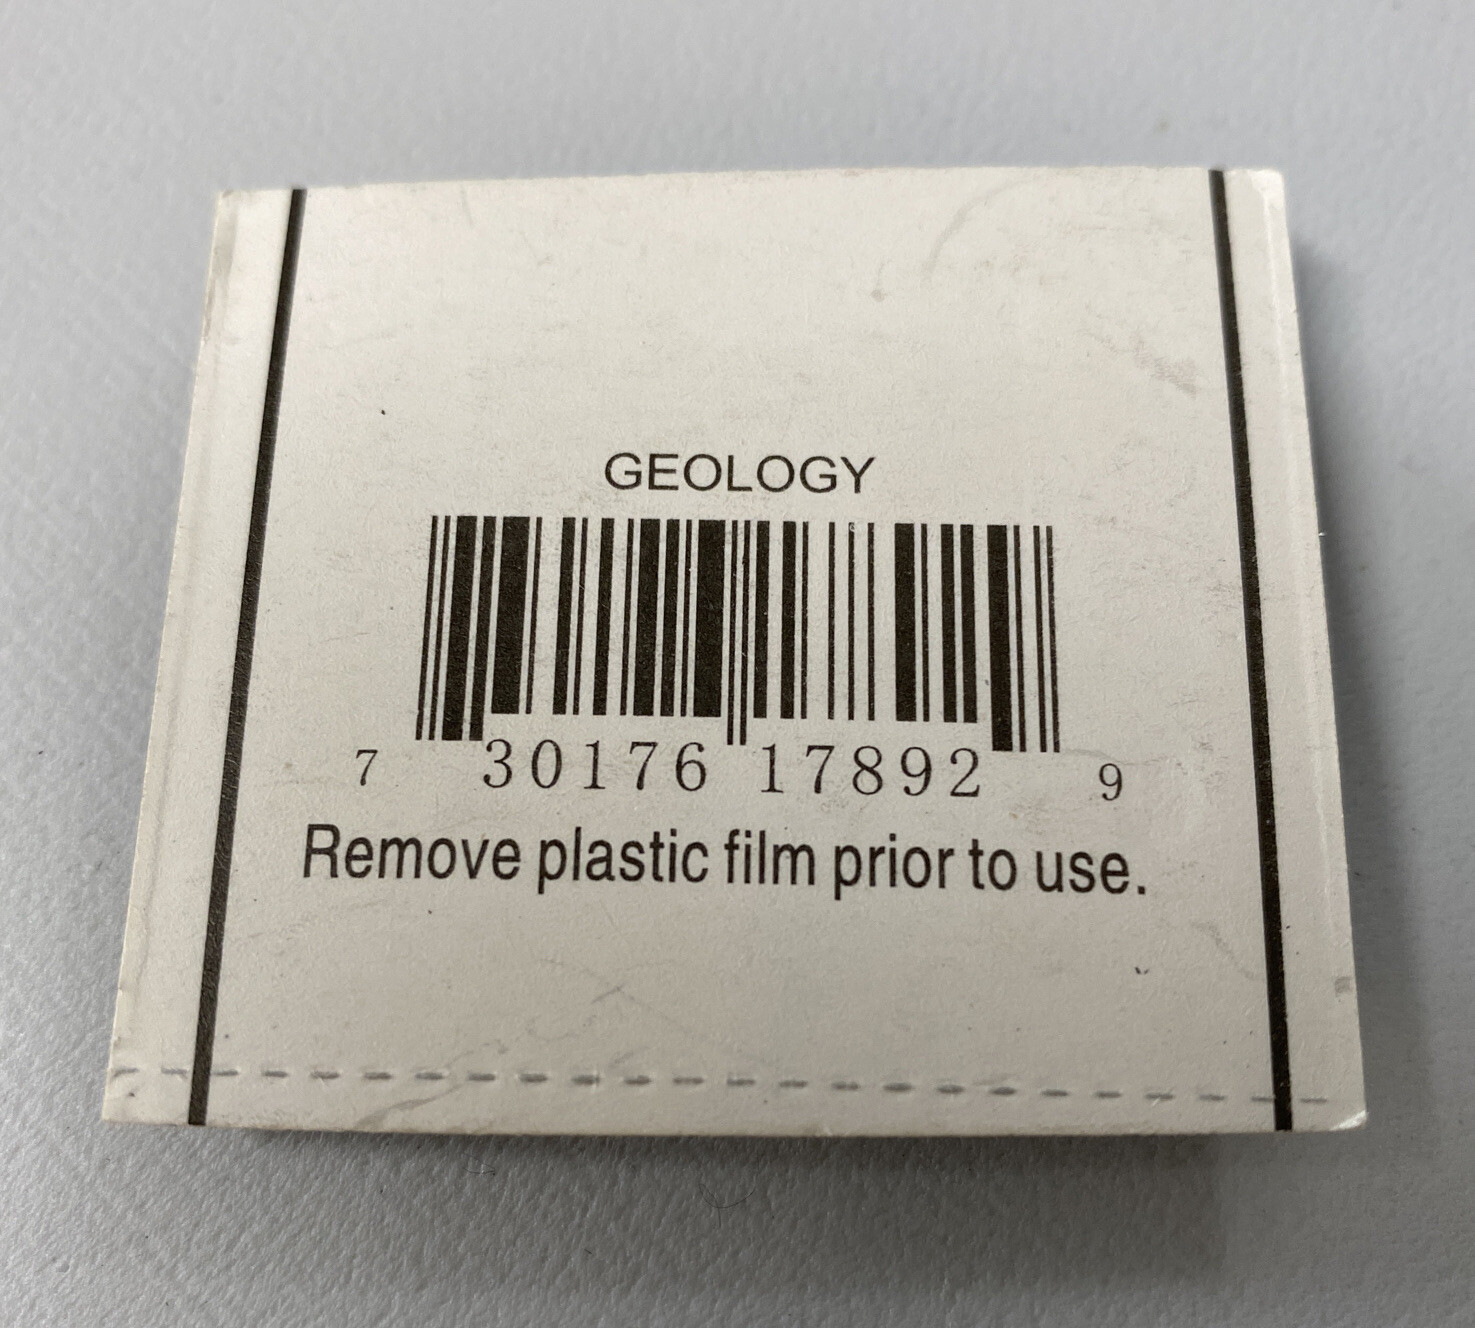 GEOLOGY
7 30176 17892 9
Remove plastic film prior to use.